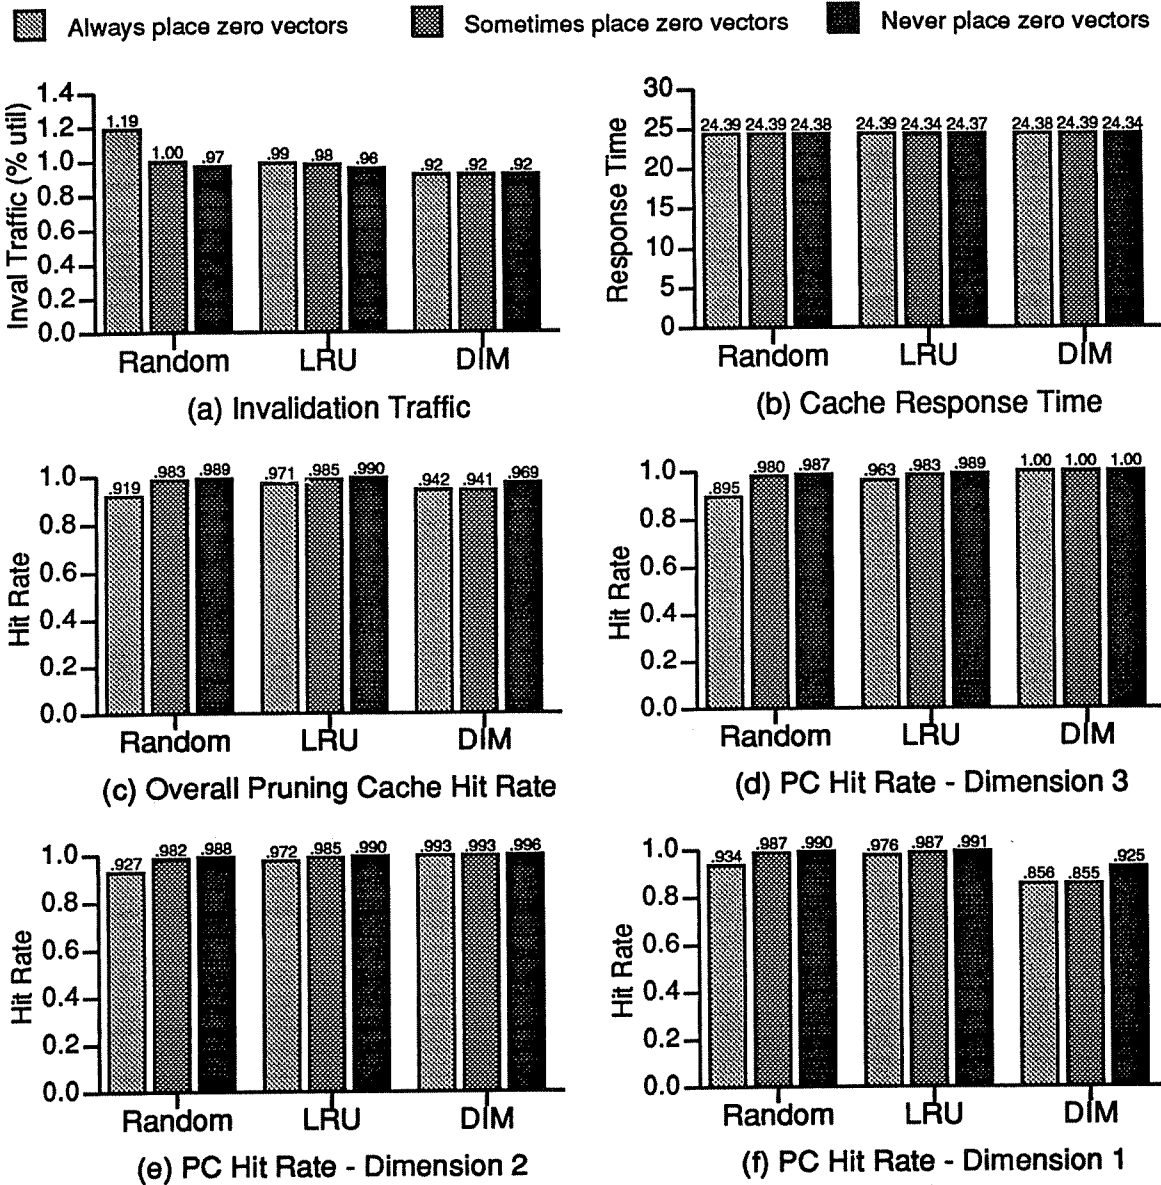 Always place zero vectors Sometimes place zero vectors Never place zero vectors
Inval Traffic (% util)
1.4
1.2
1.0
0.8
0.6
0.4
0.2
0.0
1.19 1.00 .97 .99 .98 .96 .92 .92 .92
Random LRU DIM
(a) Invalidation Traffic
Response Time
30
25
20
15
10
5
0
24.39 24.39 24.38 24.39 24.34 24.37 24.38 24.39 24.34
Random LRU DIM
(b) Cache Response Time
Hit Rate
1.0
0.8
0.6
0.4
0.2
0.0
.919 .983 .989 .971 .985 .990 .942 .941 .969
Random LRU DIM
(c) Overall Pruning Cache Hit Rate
Hit Rate
1.0
0.8
0.6
0.4
0.2
0.0
.895 .980 .987 .963 .983 .989 1.00 1.00 1.00
Random LRU DIM
(d) PC Hit Rate - Dimension 3
Hit Rate
1.0
0.8
0.6
0.4
0.2
0.0
.927 .982 .988 .972 .985 .990 .993 .993 .996
Random LRU DIM
(e) PC Hit Rate - Dimension 2
Hit Rate
1.0
0.8
0.6
0.4
0.2
0.0
.934 .987 .990 .976 .987 .991 .856 .855 .925
Random LRU DIM
(f) PC Hit Rate - Dimension 1